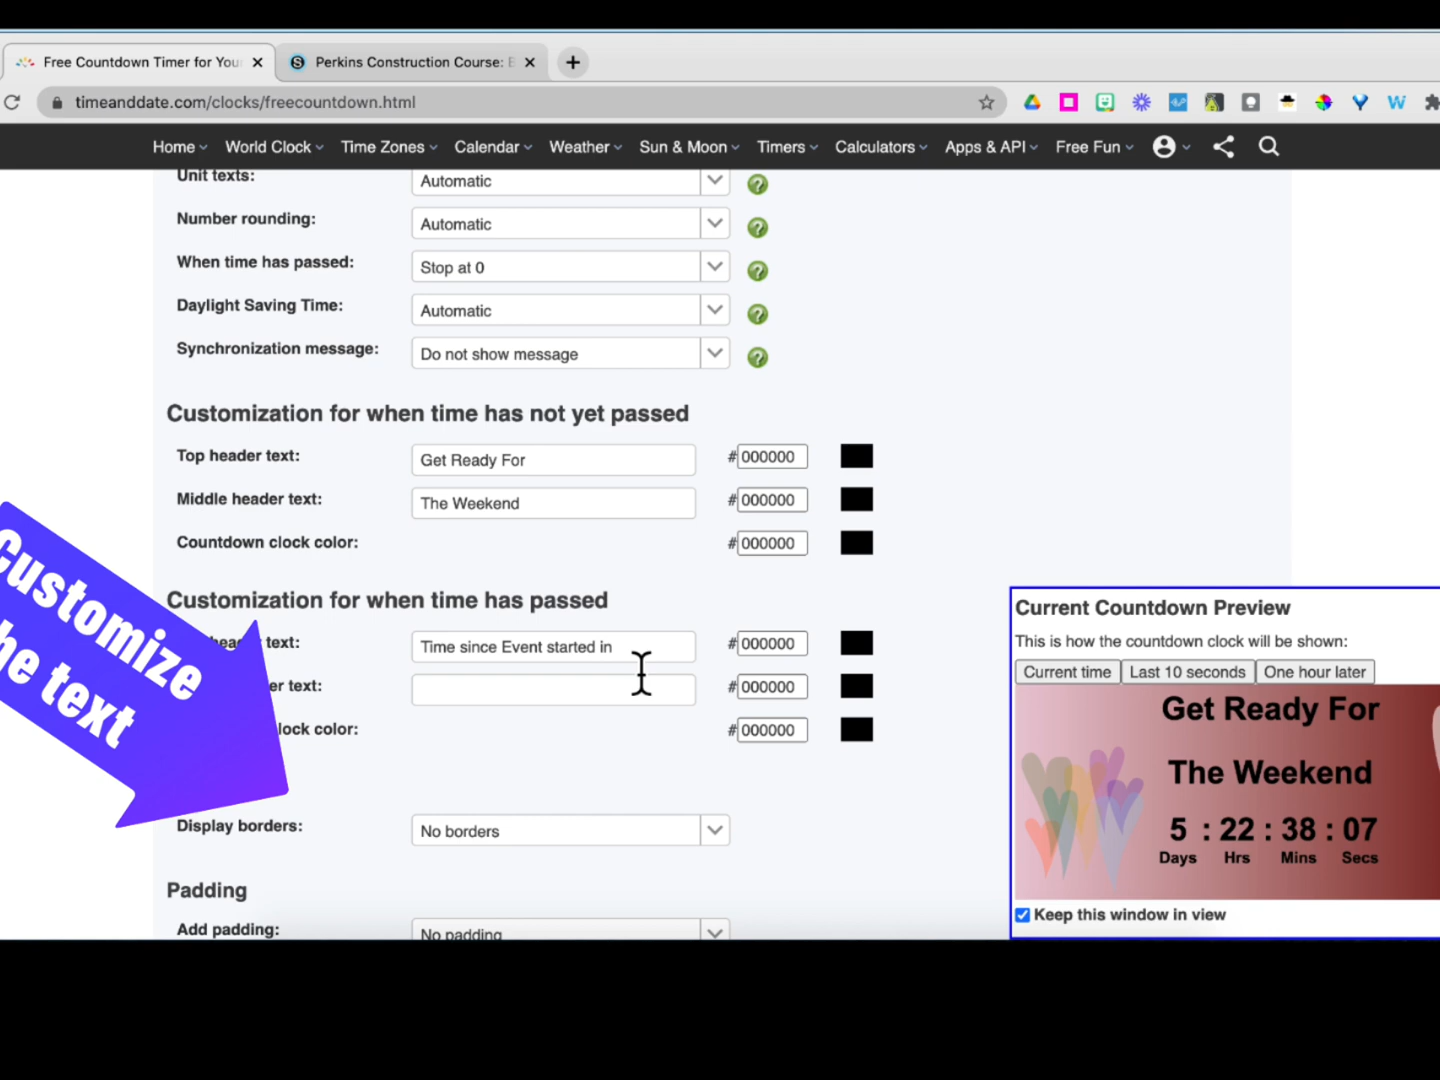 Free Countdown Timer for You
Perkins Construction Course: E
timeanddate.com/clocks/freecountdown.html
Home World Clock Time Zones Calendar Weather Sun & Moon Timers Calculators Apps & API Free Fun
Unit texts: Automatic
Number rounding: Automatic
When time has passed: Stop at 0
Daylight Saving Time: Automatic
Synchronization message: Do not show message
Customization for when time has not yet passed
Top header text: Get Ready For #000000
Middle header text: The Weekend #000000
Countdown clock color: #000000
Customization for when time has passed
text: Time since Event started in #000000
text: #000000
clock color: #000000
Customize
the text
Display borders: No borders
Padding
Add padding: No padding
Current Countdown Preview
This is how the countdown clock will be shown:
Current time Last 10 seconds One hour later
Get Ready For
The Weekend
5 : 22 : 38 : 07
Days Hrs Mins Secs
Keep this window in view